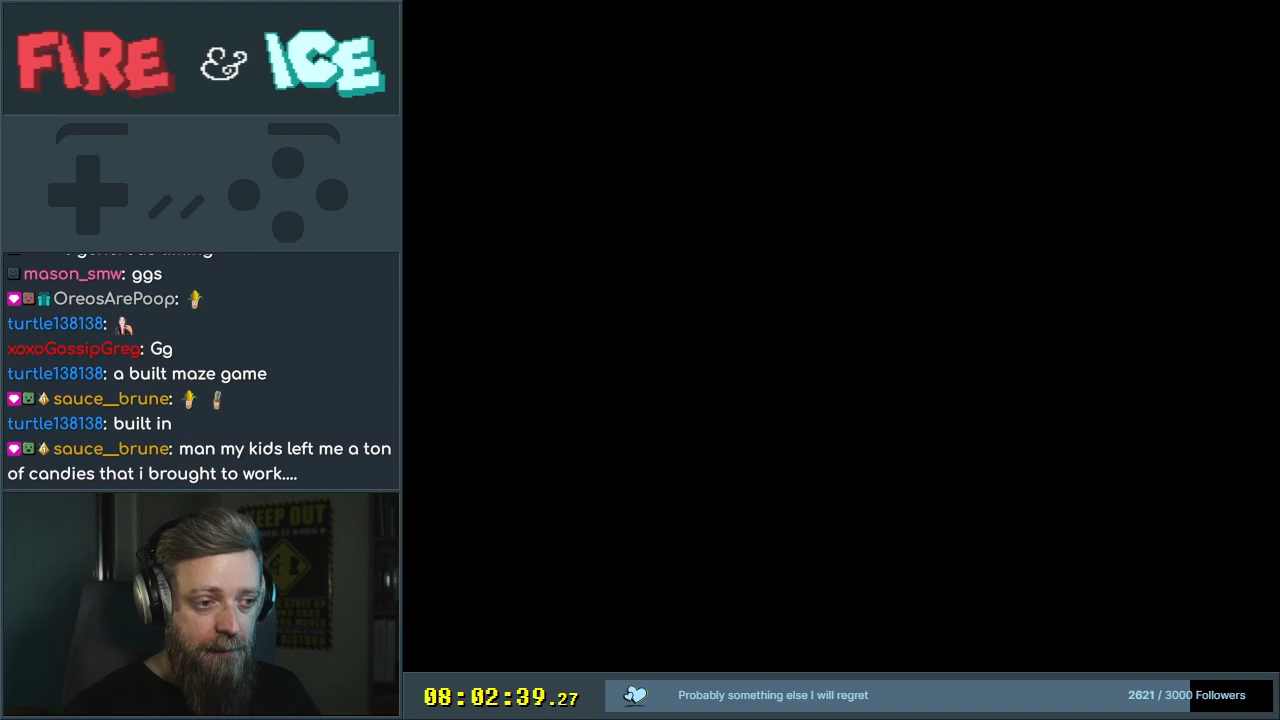 FIRE & ICE
mason_smw: ggs
OreosArePoop:
turtle138138:
xoxoGossipGreg: Gg
turtle138138: a built maze game
sauce__brune:
turtle138138: built in
sauce__brune: man my kids left me a ton
of candies that i brought to work....
KEEP OUT
DISTURB
08:02:39.27
Probably something else I will regret
2621 / 3000 Followers